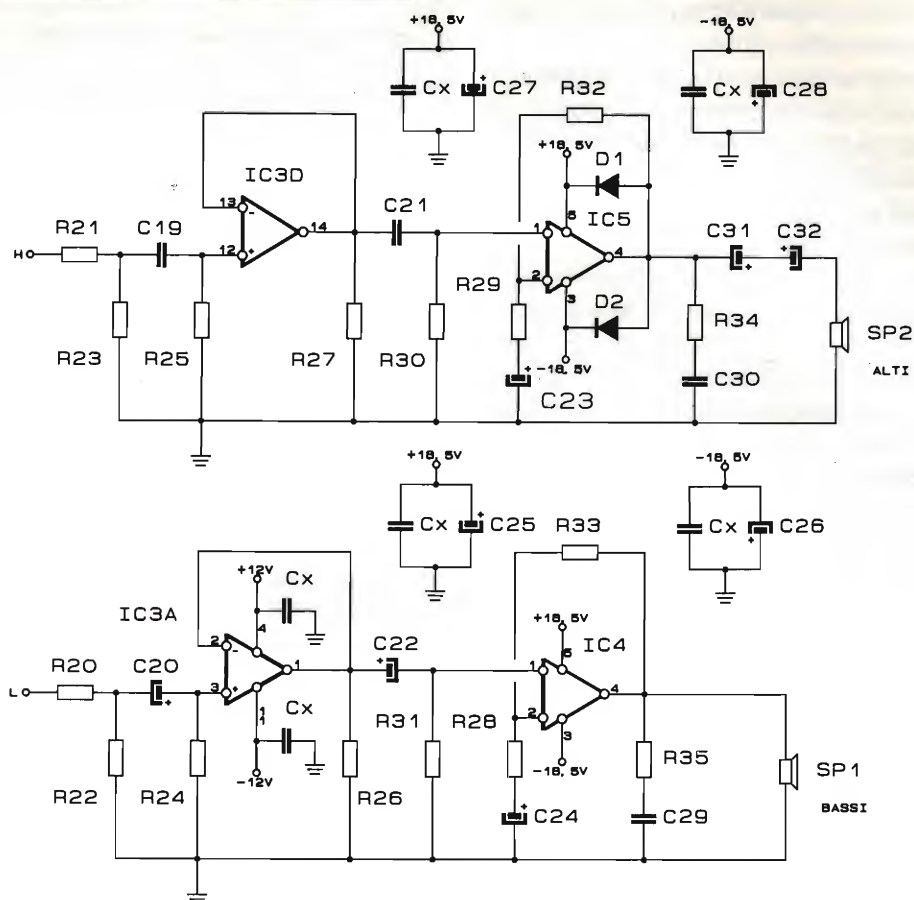 +18,5V
-18,5V
Cx
+
C27
R32
Cx
+
C28
+18,5V
D1
IC3D
13
-
14
C21
IC5
5
C31
+
+
C32
R21
C19
12
+
1
4
H
2
R29
3
D2
R34
SP2
R23
R25
R27
R30
+
-18,5V
C30
ALTI
C23
+18,5V
-18,5V
Cx
+
C25
R33
Cx
+
C26
+12V
Cx
IC3A
4
+18,5V
2
-
1
+
C22
5
IC4
R20
C20
+
3
+
1
4
L
11
Cx
2
R31
R28
3
R35
SP1
-12V
-18,5V
R22
R24
R26
+
C24
C29
BASSI